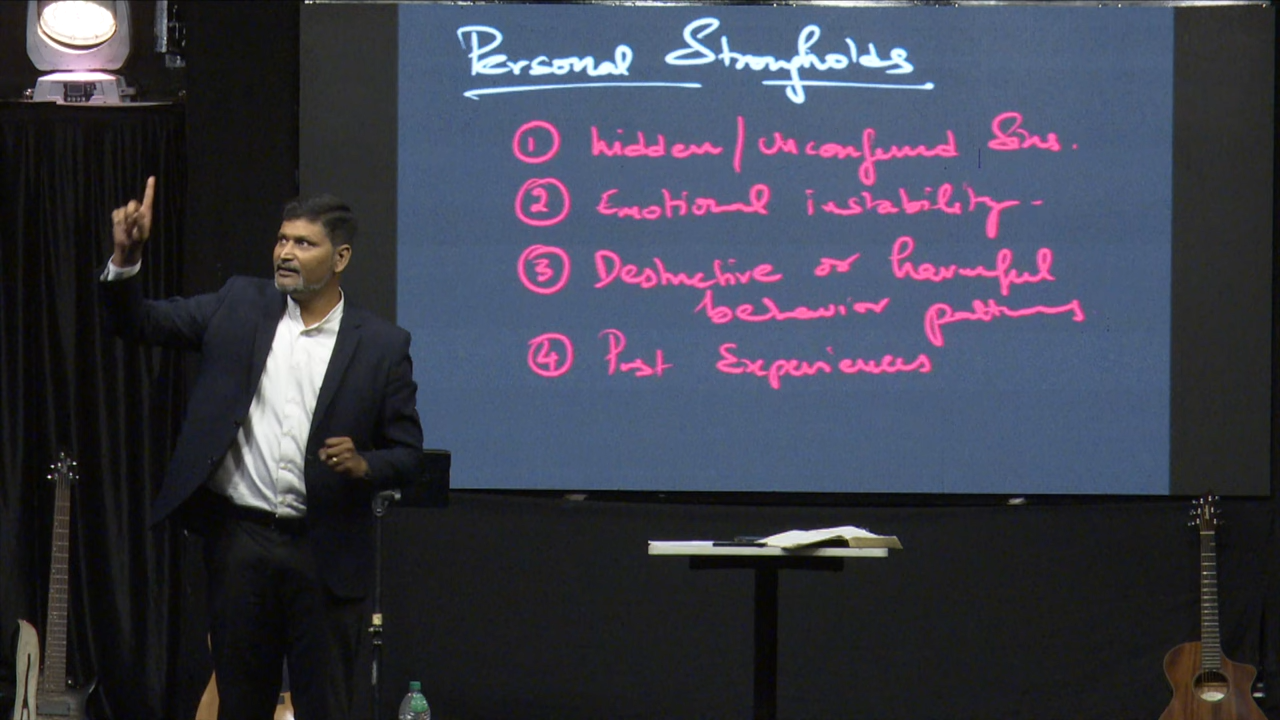 Personal Strongholds
① hidden/unconfessed Sins.
② Emotional instability.
③ Destructive or harmful
behavior patterns
④ Past Experiences